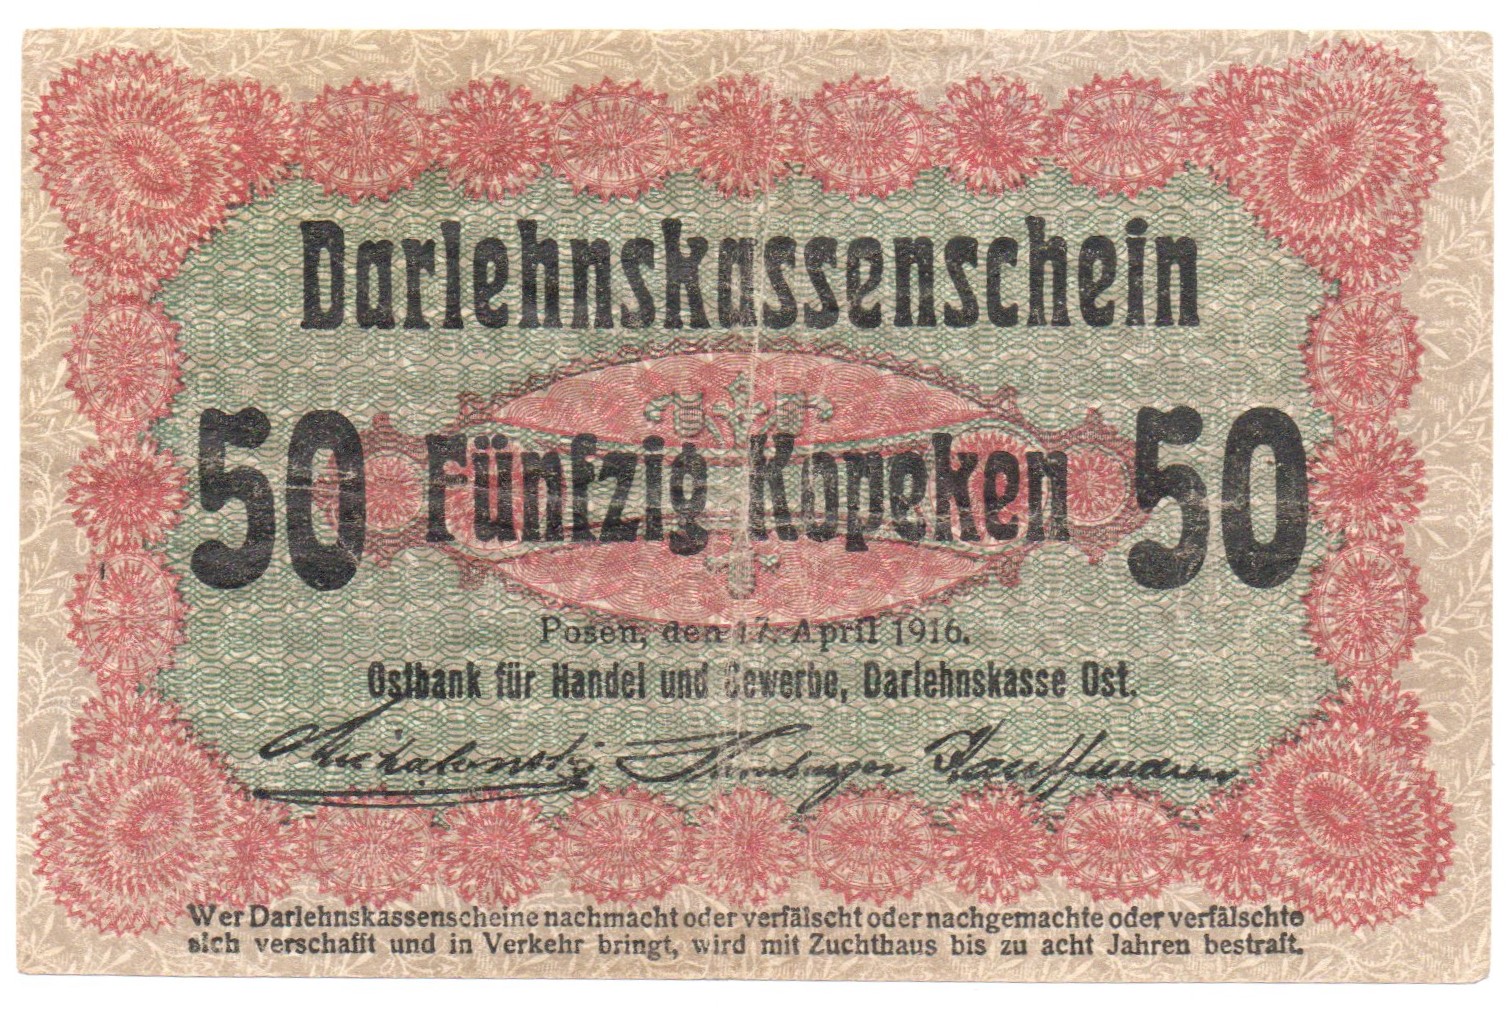 Darlehnskassenschein
50 Fünfzig Kopeken 50
Posen, den 17. April 1916.
Ostbank für Handel und Gewerbe, Darlehnskasse Ost.
Kauffmann
Wer Darlehnskassenscheine nachmacht oder verfälscht oder nachgemachte oder verfälschte
sich verschafft und in Verkehr bringt, wird mit Zuchthaus bis zu acht Jahren bestraft.